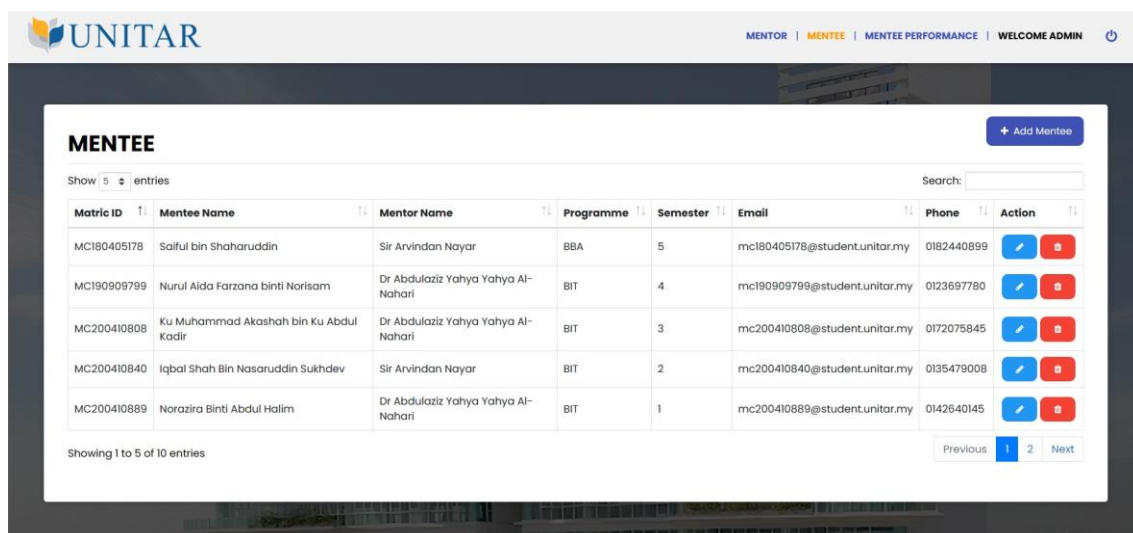 UNITAR
MENTOR | MENTEE | MENTEE PERFORMANCE | WELCOME ADMIN
MENTEE
+ Add Mentee
Show 5 entries
Search:
Matric ID Mentee Name Mentor Name Programme Semester Email Phone Action
MC180405178 Saiful bin Shaharuddin Sir Arvindan Nayar BBA 5 mc180405178@student.unitar.my 0182440899
MC190909799 Nurul Aida Farzana binti Norisam Dr Abdulaziz Yahya Yahya Al-
Nahari BIT 4 mc190909799@student.unitar.my 0123697780
MC200410808 Ku Muhammad Akashah bin Ku Abdul
Kadir Dr Abdulaziz Yahya Yahya Al-
Nahari BIT 3 mc200410808@student.unitar.my 0172075845
MC200410840 Iqbal Shah Bin Nasaruddin Sukhdev Sir Arvindan Nayar BIT 2 mc200410840@student.unitar.my 0135479008
MC200410889 Norazira Binti Abdul Halim Dr Abdulaziz Yahya Yahya Al-
Nahari BIT 1 mc200410889@student.unitar.my 0142640145
Showing 1 to 5 of 10 entries
Previous 1 2 Next